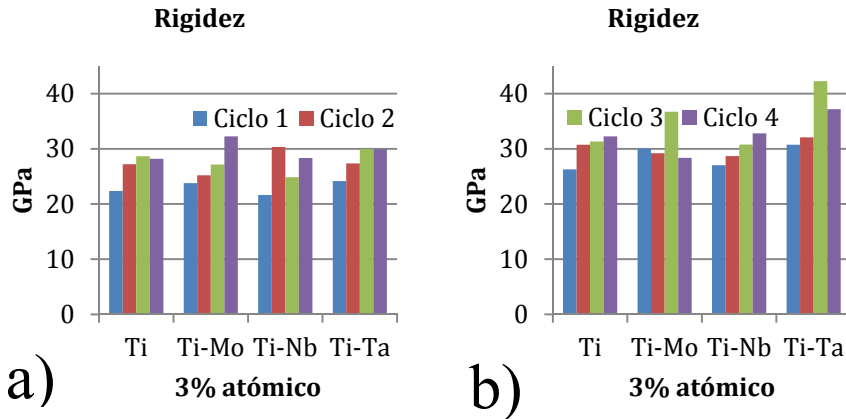 Rigidez
40
30
20
10
0
GPa
Ciclo 1 Ciclo 2
Ti Ti-Mo Ti-Nb Ti-Ta
3% atómico
a)
Rigidez
40
30
20
10
0
GPa
Ciclo 3 Ciclo 4
Ti Ti-Mo Ti-Nb Ti-Ta
3% atómico
b)